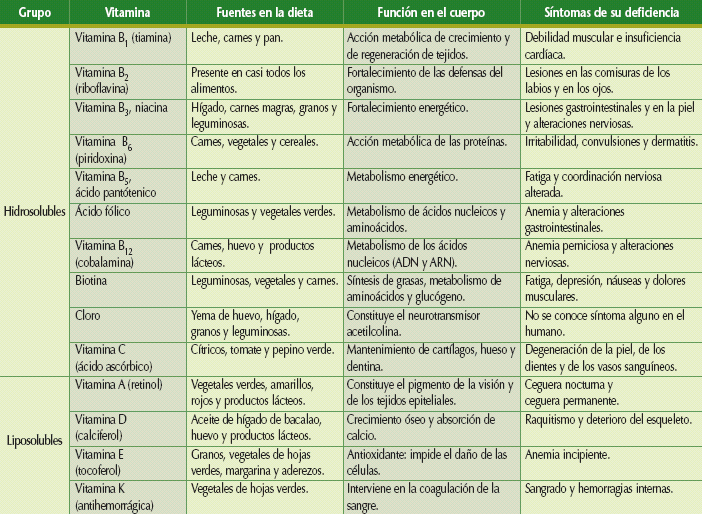 Grupo Vitamina Fuentes en la dieta Función en el cuerpo Síntomas de su deficiencia
Hidrosolubles
Vitamina B1 (tiamina)
Leche, carnes y pan.
Acción metabólica de crecimiento y
de regeneración de tejidos.
Debilidad muscular e insuficiencia
cardíaca.
Vitamina B2
(riboflavina)
Presente en casi todos los
alimentos.
Fortalecimiento de las defensas del
organismo.
Lesiones en las comisuras de los
labios y en los ojos.
Vitamina B3, niacina
Hígado, carnes magras, granos y
leguminosas.
Fortalecimiento energético.
Lesiones gastrointestinales y en la piel
y alteraciones nerviosas.
Vitamina B6
(piridoxina)
Carnes, vegetales y cereales.
Acción metabólica de las proteínas.
Irritabilidad, convulsiones y dermatitis.
Vitamina B5,
ácido pantótenico
Leche y carnes.
Metabolismo energético.
Fatiga y coordinación nerviosa
alterada.
Ácido fólico
Leguminosas y vegetales verdes.
Metabolismo de ácidos nucleicos y
aminoácidos.
Anemia y alteraciones
gastrointestinales.
Vitamina B12
(cobalamina)
Carnes, huevo y productos
lácteos.
Metabolismo de los ácidos
nucleicos (ADN y ARN).
Anemia perniciosa y alteraciones
nerviosas.
Biotina
Leguminosas, vegetales y carnes.
Síntesis de grasas, metabolismo de
aminoácidos y glucógeno.
Fatiga, depresión, náuseas y dolores
musculares.
Cloro
Yema de huevo, hígado,
granos y leguminosas.
Constituye el neurotransmisor
acetilcolina.
No se conoce síntoma alguno en el
humano.
Vitamina C
(ácido ascórbico)
Cítricos, tomate y pepino verde.
Mantenimiento de cartílagos, hueso y
dentina.
Degeneración de la piel, de los
dientes y de los vasos sanguíneos.
Liposolubles
Vitamina A (retinol)
Vegetales verdes, amarillos,
rojos y productos lácteos.
Constituye el pigmento de la visión y
de los tejidos epiteliales.
Ceguera nocturna y
ceguera permanente.
Vitamina D
(calciferol)
Aceite de hígado de bacalao,
huevo y productos lácteos.
Crecimiento óseo y absorción de
calcio.
Raquitismo y deterioro del esqueleto.
Vitamina E
(tocoferol)
Granos, vegetales de hojas
verdes, margarina y aderezos.
Antioxidante: impide el daño de las
células.
Anemia incipiente.
Vitamina K
(antihemorrágica)
Vegetales de hojas verdes.
Interviene en la coagulación de la
sangre.
Sangrado y hemorragias internas.